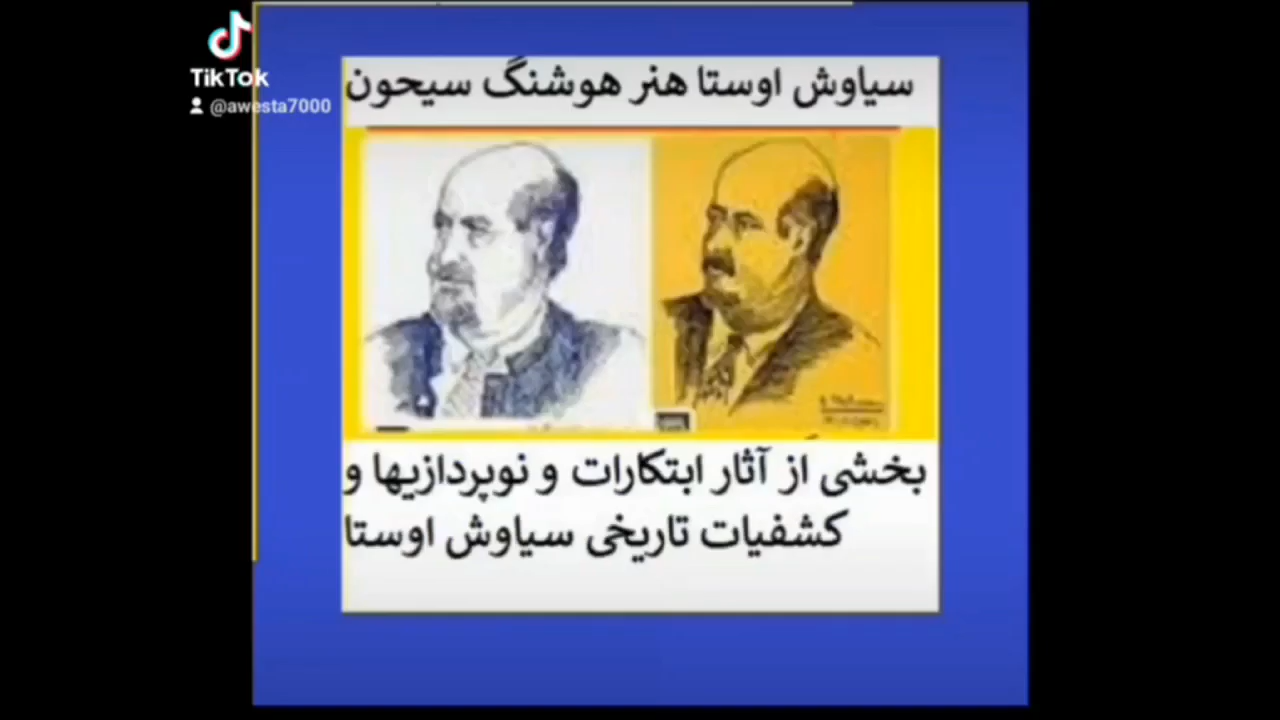 TikTok
@awesta7000
سیاوش اوستا هنر هوشنگ سیحون
بخشی از آثار ابتکارات و نوپردازیها و
کشفیات تاریخی سیاوش اوستا